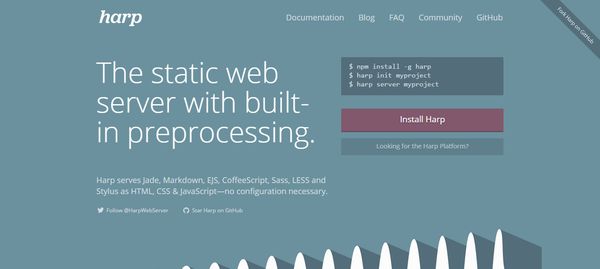 harp
Documentation Blog FAQ Community GitHub
Fork Harp on GitHub
The static web
server with built-
in preprocessing.
$ npm install -g harp
$ harp init myproject
$ harp server myproject
Install Harp
Looking for the Harp Platform?
Harp serves Jade, Markdown, EJS, CoffeeScript, Sass, LESS and
Stylus as HTML, CSS & JavaScript—no configuration necessary.
Follow @HarpWebServer
Star Harp on GitHub